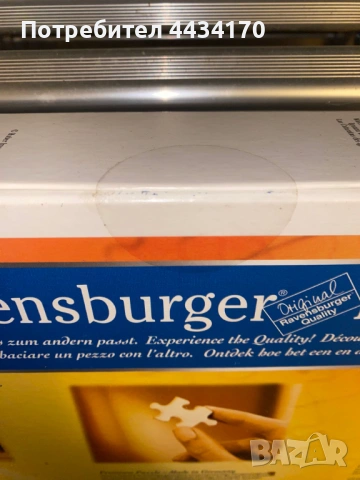 Потребител 4434170
ensburger®
Original
Ravensburger
Quality
zum andern passt. Experience the Quality! Décou
baciare un pezzo con l'altro. Ontdek hoe het een en
BAZAR